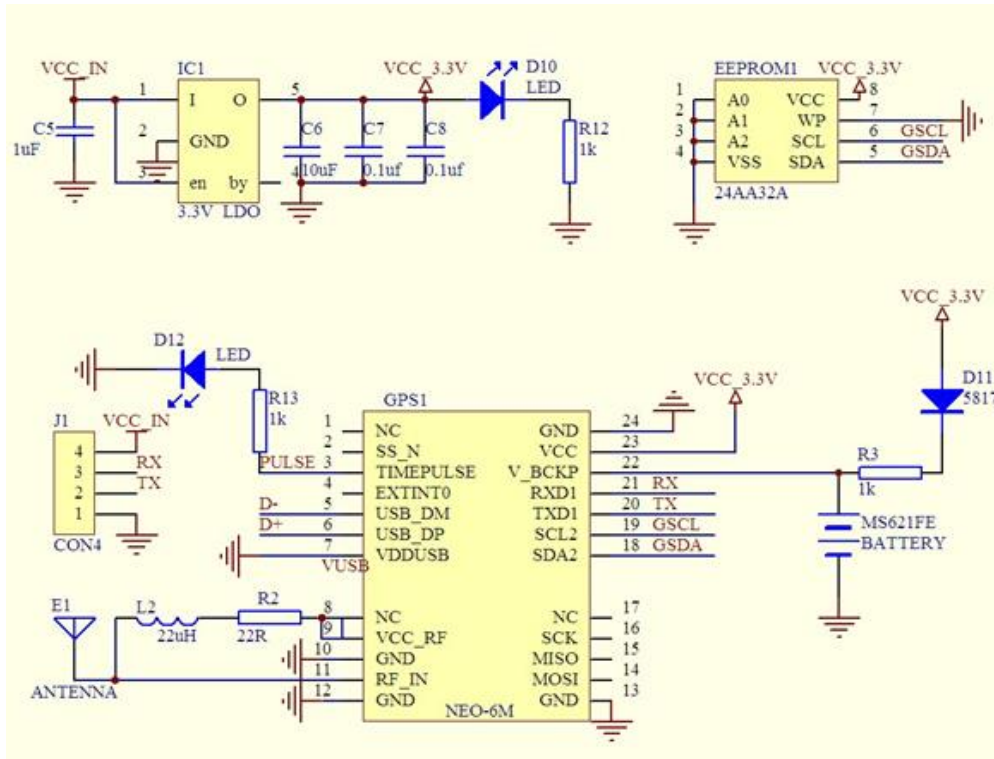 VCC_IN
IC1
1
I
O
5
VCC_3.3V
D10
LED
C5
1uF
2
GND
C6
10uF
C7
0.1uf
C8
0.1uf
R12
1k
3
en
by
4
3.3V LDO
EEPROM1
VCC_3.3V
1
A0
VCC
8
2
A1
WP
7
3
A2
SCL
6
GSCL
4
VSS
SDA
5
GSDA
24AA32A
VCC_3.3V
D11
5817
D12
LED
R13
1k
GPS1
VCC_3.3V
J1
VCC_IN
4
3
RX
2
TX
1
CON4
1
NC
2
SS_N
PULSE
3
TIMEPULSE
4
EXTINT0
D-
5
USB_DM
D+
6
USB_DP
7
VDDUSB
VUSB
GND
24
VCC
23
V_BCKP
22
RXD1
21
RX
TXD1
20
TX
SCL2
19
GSCL
SDA2
18
GSDA
R3
1k
MS621FE
BATTERY
E1
ANTENNA
L2
22uH
R2
22R
8
NC
9
VCC_RF
10
GND
11
RF_IN
12
GND
NC
17
SCK
16
MISO
15
MOSI
14
GND
13
NEO-6M